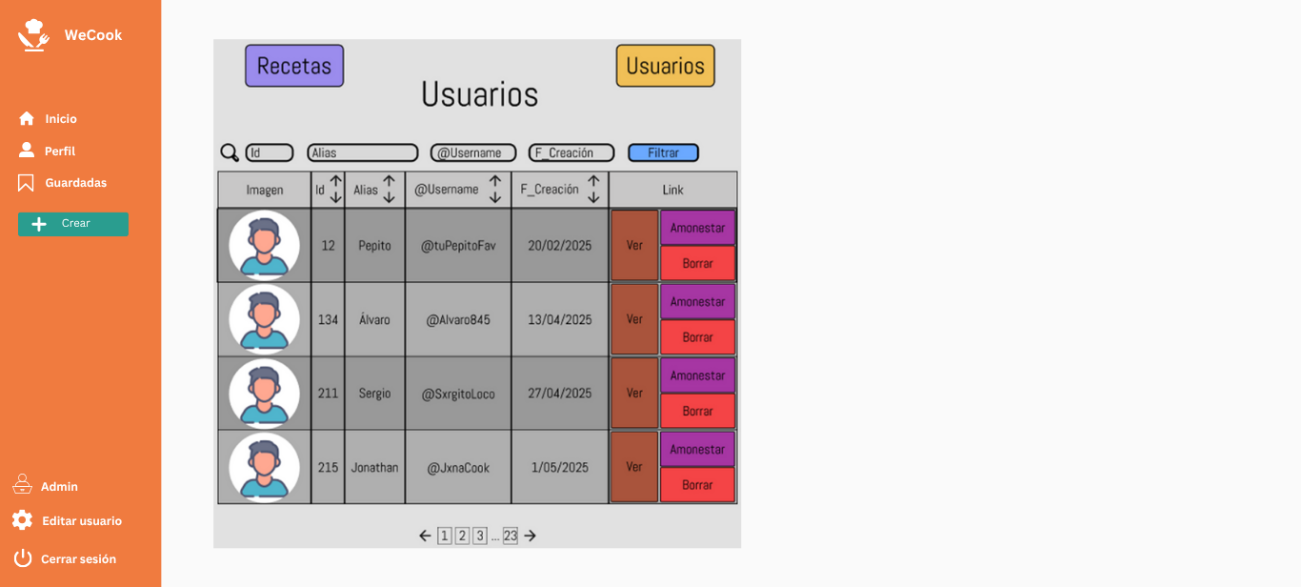 WeCook
Inicio
Perfil
Guardadas
Crear
Admin
Editar usuario
Cerrar sesión
Recetas
Usuarios
Usuarios
Id Alias @Username F_Creación Filtrar
Imagen Id Alias @Username F_Creación Link
12 Pepito @tuPepitoFav 20/02/2025 Ver Amonestar
Borrar
134 Álvaro @Alvaro845 13/04/2025 Ver Amonestar
Borrar
211 Sergio @SxrgitoLoco 27/04/2025 Ver Amonestar
Borrar
215 Jonathan @JxnaCook 1/05/2025 Ver Amonestar
Borrar
1 2 3 ... 23